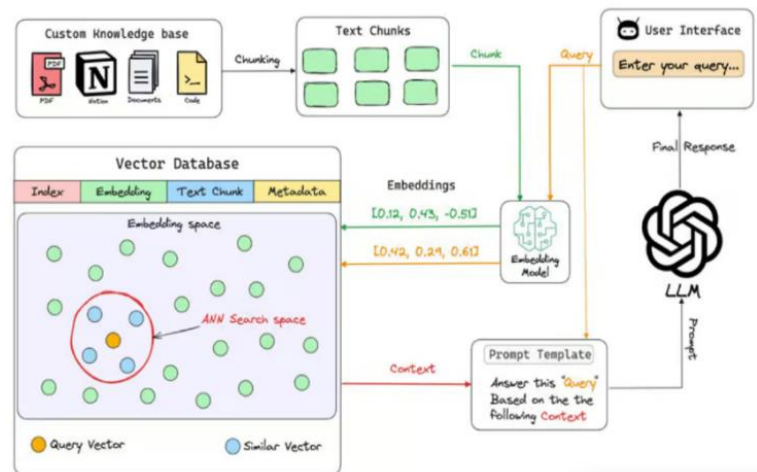 Custom Knowledge base
PDF
PDF
Notion
Documents
Code
Chunking
Text Chunks
Chunk
Query
User Interface
Enter your query...
Final Response
Vector Database
Index
Embedding
Text Chunk
Metadata
Embedding space
ANN Search space
Query Vector
Similar Vector
Embeddings
[0.12, 0.43, -0.51]
[0.42, 0.29, 0.61]
Embedding
Model
LLM
Prompt
Context
Prompt Template
Answer this "Query"
Based on the the
following Context